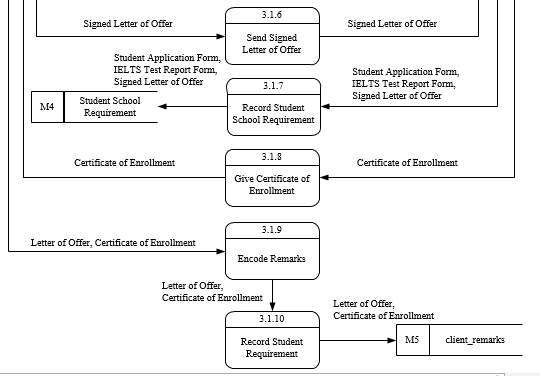 Signed Letter of Offer
3.1.6
Send Signed
Letter of Offer
Signed Letter of Offer
Student Application Form,
IELTS Test Report Form,
Signed Letter of Offer
M4
Student School
Requirement
3.1.7
Record Student
School Requirement
Student Application Form,
IELTS Test Report Form,
Signed Letter of Offer
Certificate of Enrollment
3.1.8
Give Certificate of
Enrollment
Certificate of Enrollment
Letter of Offer, Certificate of Enrollment
3.1.9
Encode Remarks
Letter of Offer,
Certificate of Enrollment
3.1.10
Record Student
Requirement
Letter of Offer,
Certificate of Enrollment
M5
client_remarks